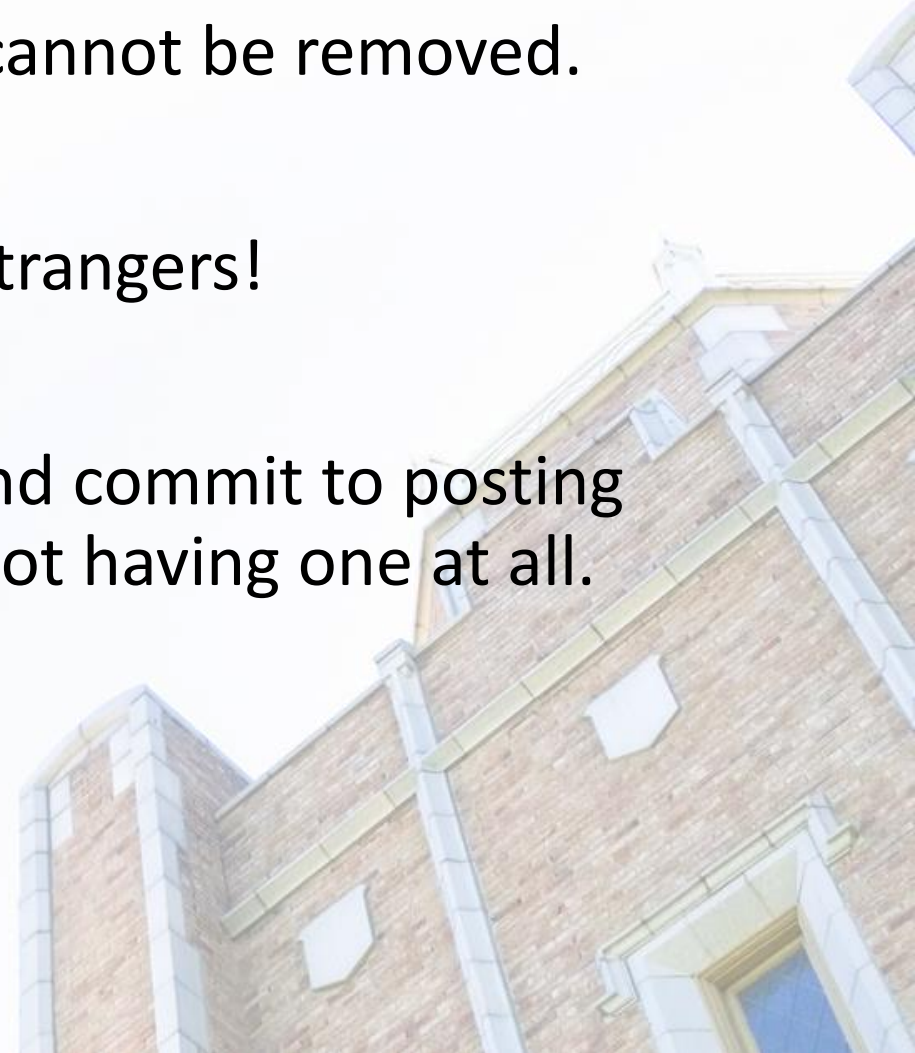 cannot be removed.
trangers!
nd commit to posting
ot having one at all.